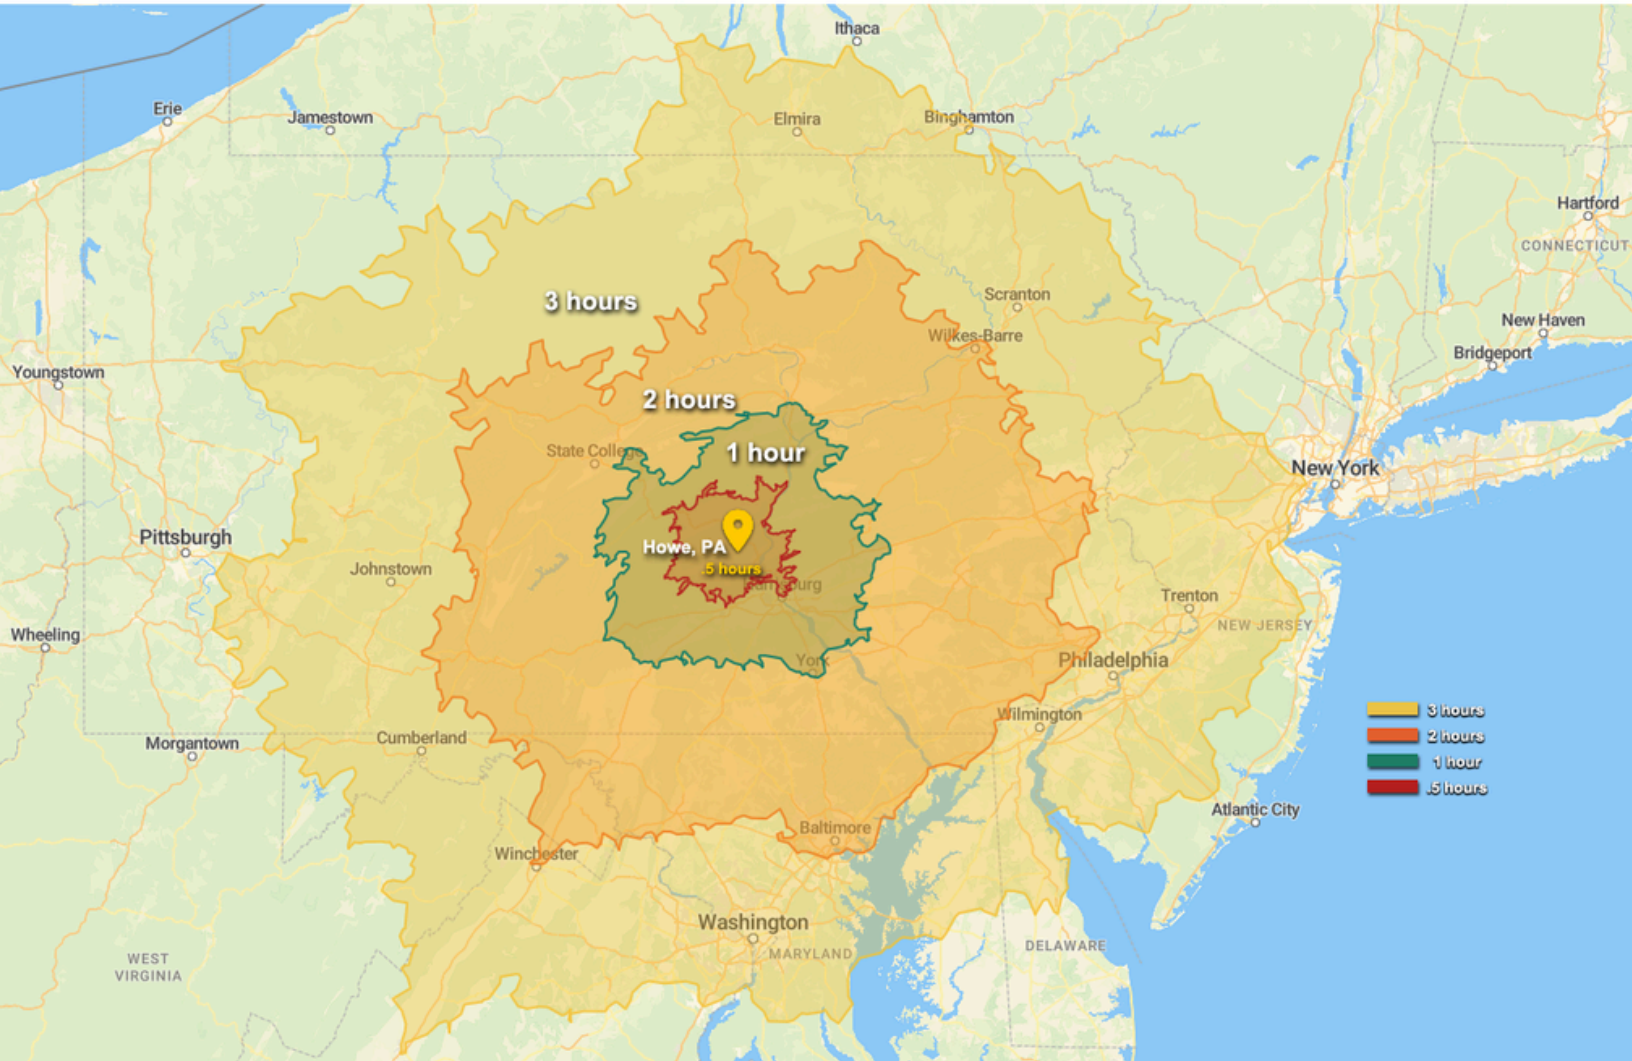 Ithaca
Erie
Jamestown
Elmira
Binghamton
Hartford
CONNECTICUT
3 hours
Scranton
New Haven
Wilkes-Barre
Bridgeport
Youngstown
2 hours
State College
1 hour
New York
Pittsburgh
Howe, PA
.5 hours
Johnstown
Harrisburg
Trenton
NEW JERSEY
Wheeling
York
Philadelphia
Wilmington
3 hours
2 hours
1 hour
.5 hours
Morgantown
Cumberland
Atlantic City
Baltimore
Winchester
Washington
MARYLAND
DELAWARE
WEST
VIRGINIA